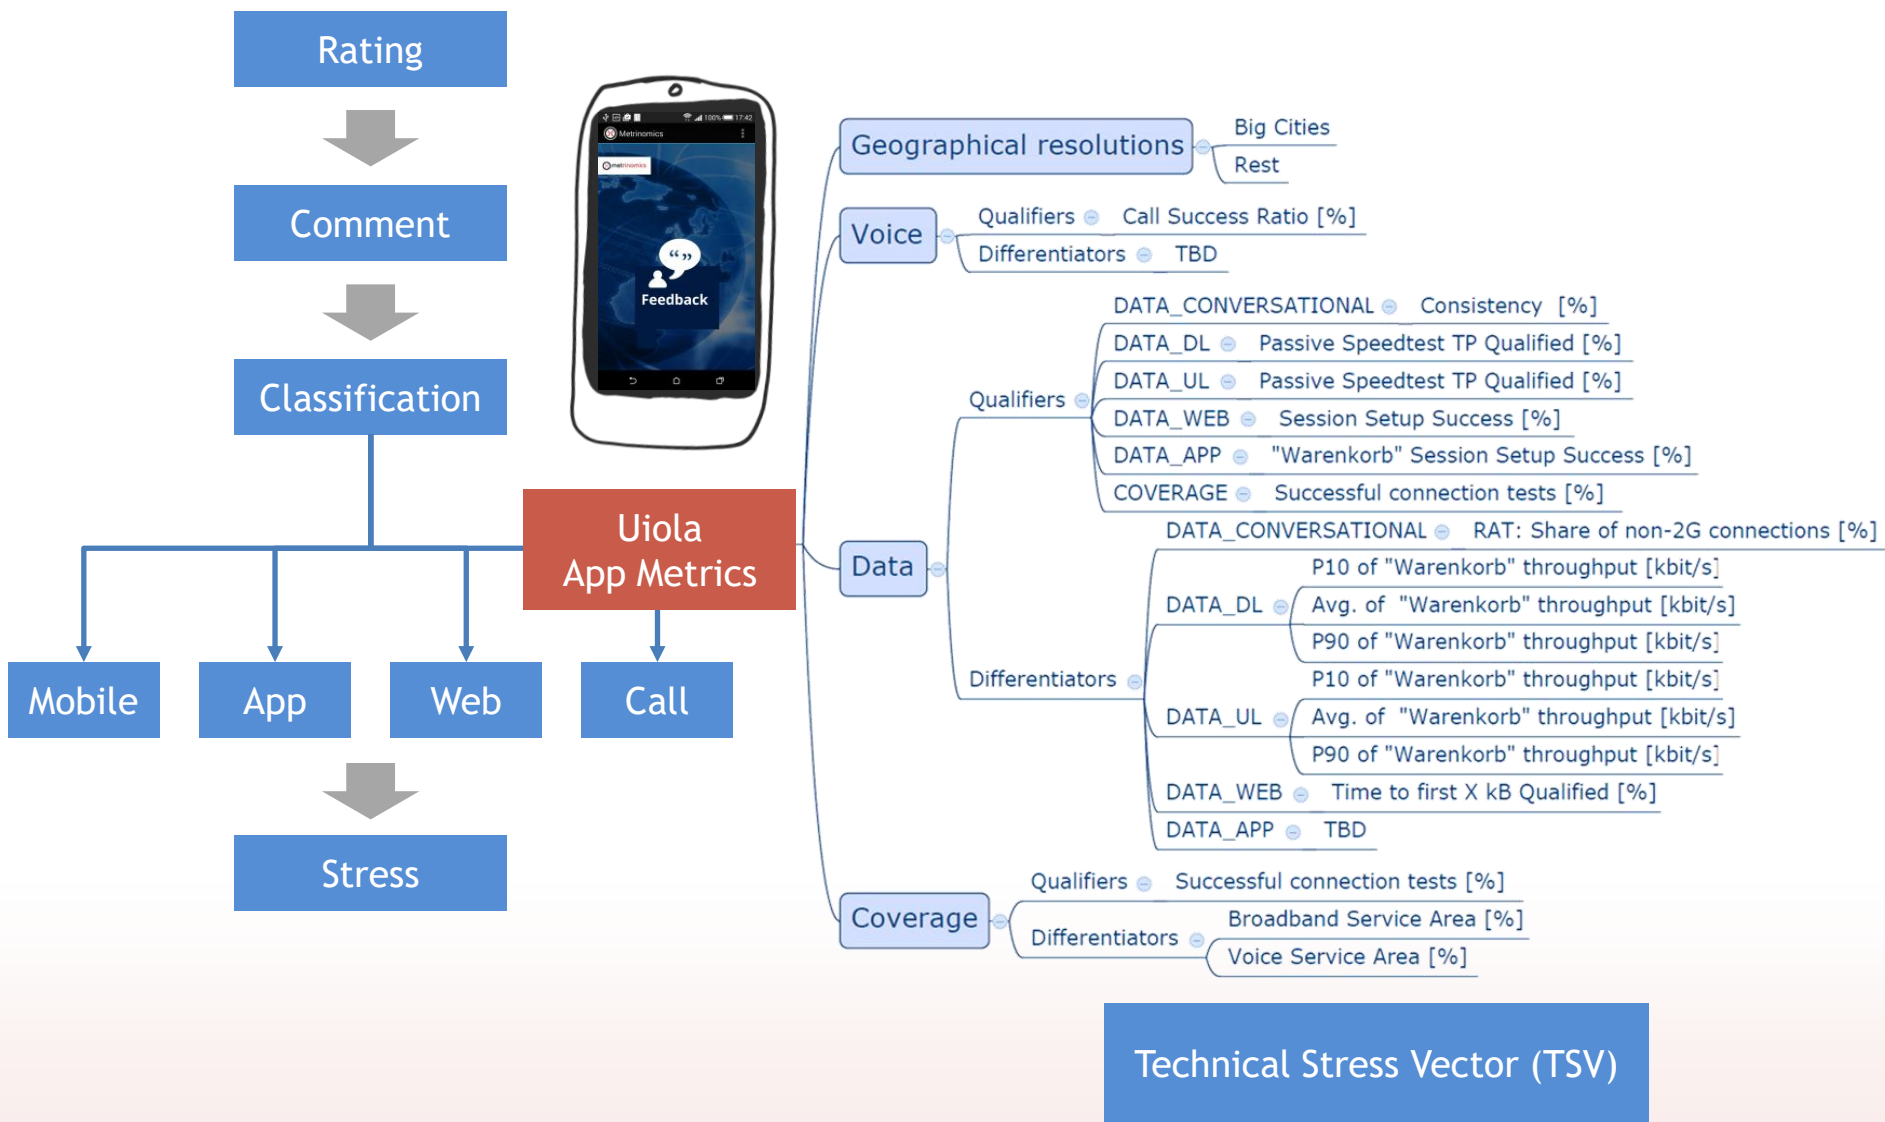 Rating
Comment
Classification
100% 17:42
Metrinomics
metrinomics
“ ”
Feedback
Uiola
App Metrics
Mobile
App
Web
Call
Stress
Geographical resolutions
Big Cities
Rest
Voice
Qualifiers Call Success Ratio [%]
Differentiators TBD
Data
Qualifiers
DATA_CONVERSATIONAL Consistency [%]
DATA_DL Passive Speedtest TP Qualified [%]
DATA_UL Passive Speedtest TP Qualified [%]
DATA_WEB Session Setup Success [%]
DATA_APP "Warenkorb" Session Setup Success [%]
COVERAGE Successful connection tests [%]
Differentiators
DATA_CONVERSATIONAL RAT: Share of non-2G connections [%]
DATA_DL
P10 of "Warenkorb" throughput [kbit/s]
Avg. of "Warenkorb" throughput [kbit/s]
P90 of "Warenkorb" throughput [kbit/s]
DATA_UL
P10 of "Warenkorb" throughput [kbit/s]
Avg. of "Warenkorb" throughput [kbit/s]
P90 of "Warenkorb" throughput [kbit/s]
DATA_WEB Time to first X kB Qualified [%]
DATA_APP TBD
Coverage
Qualifiers Successful connection tests [%]
Differentiators
Broadband Service Area [%]
Voice Service Area [%]
Technical Stress Vector (TSV)